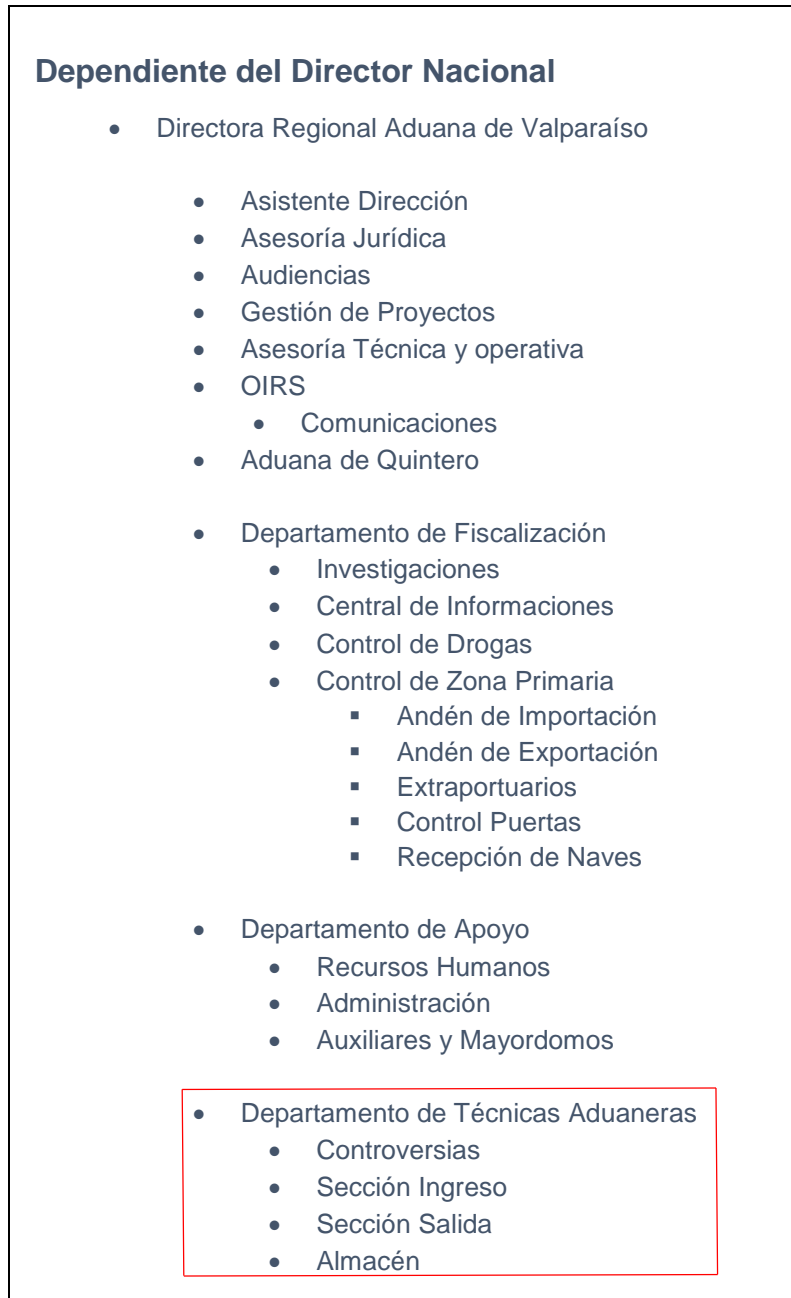 Dependiente del Director Nacional
• Directora Regional Aduana de Valparaíso
• Asistente Dirección
• Asesoría Jurídica
• Audiencias
• Gestión de Proyectos
• Asesoría Técnica y operativa
• OIRS
• Comunicaciones
• Aduana de Quintero
• Departamento de Fiscalización
• Investigaciones
• Central de Informaciones
• Control de Drogas
• Control de Zona Primaria
▪ Andén de Importación
▪ Andén de Exportación
▪ Extraportuarios
▪ Control Puertas
▪ Recepción de Naves
• Departamento de Apoyo
• Recursos Humanos
• Administración
• Auxiliares y Mayordomos
• Departamento de Técnicas Aduaneras
• Controversias
• Sección Ingreso
• Sección Salida
• Almacén